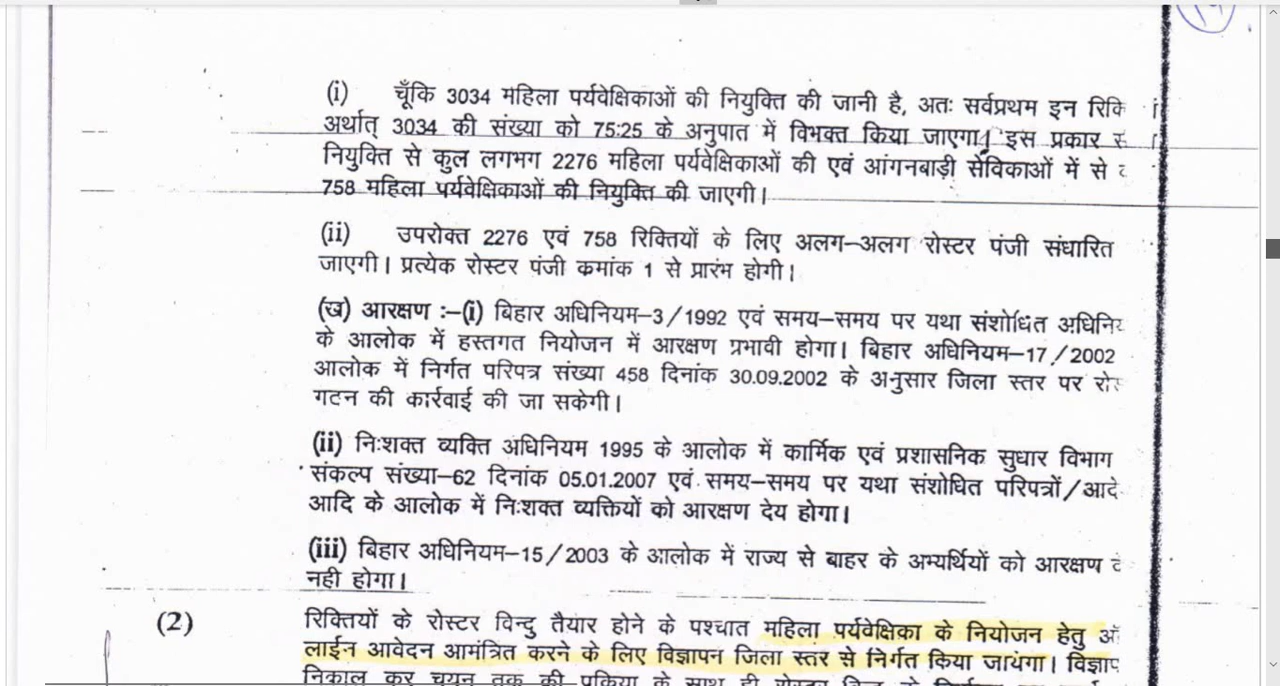 (i) चूँकि 3034 महिला पर्यवेक्षिकाओं की नियुक्ति की जानी है, अतः सर्वप्रथम इन
अर्थात् 3034 की संख्या को 75:25 के अनुपात में विभक्त किया जाएगा। इस प्रकार
नियुक्ति से कुल लगभग 2276 महिला पर्यवेक्षिकाओं की एवं आंगनबाड़ी सेविकाओं में से
758 महिला पर्यवेक्षिकाओं की नियुक्ति की जाएगी।
(ii) उपरोक्त 2276 एवं 758 रिक्तियों के लिए अलग–अलग रोस्टर पंजी संधारित
जाएगी। प्रत्येक रोस्टर पंजी कमांक 1 से प्रारंभ होगी।
(ख) आरक्षण :–(i) बिहार अधिनियम–3/1992 एवं समय–समय पर यथा संशोधित
के आलोक में हस्तगत नियोजन में आरक्षण प्रभावी होगा। बिहार अधिनियम–17/2002
आलोक में निर्गत परिपत्र संख्या 458 दिनांक 30.09.2002 के अनुसार जिला स्तर पर
गटन की कार्रवाई की जा सकेगी।
(ii) निःशक्त व्यक्ति अधिनियम 1995 के आलोक में कार्मिक एवं प्रशासनिक सुधार विभाग
संकल्प संख्या–62 दिनांक 05.01.2007 एवं समय–समय पर यथा संशोधित परिपत्रों/
आदि के आलोक में निःशक्त व्यक्तियों को आरक्षण देय होगा।
(iii) बिहार अधिनियम–15/2003 के आलोक में राज्य से बाहर के अभ्यर्थियों को आरक्षण
नही होगा।
(2) रिक्तियों के रोस्टर विन्दु तैयार होने के पश्चात महिला पर्यवेक्षिका के नियोजन हेतु
लाईन आवेदन आमंत्रित करने के लिए विज्ञापन जिला स्तर से निर्गत किया जायेगा।